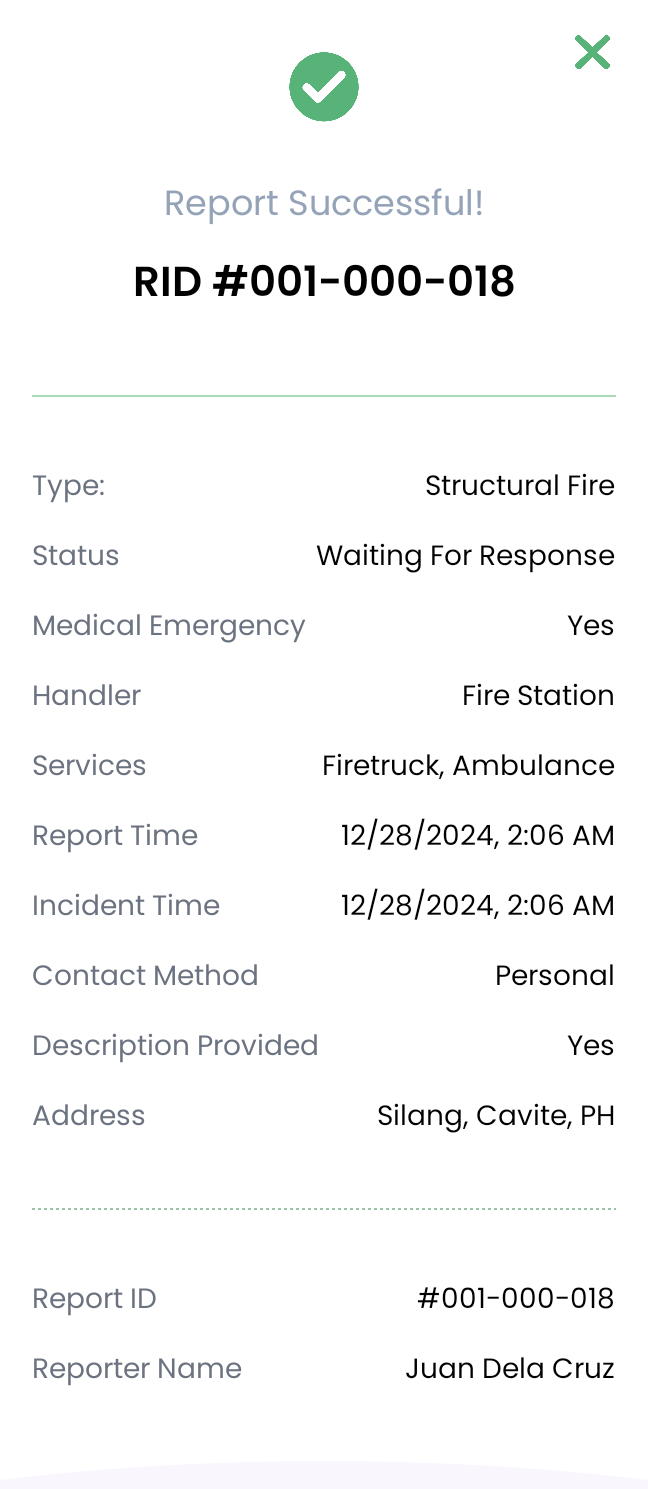 Report Successful!
RID #001-000-018
Type: Structural Fire
Status Waiting For Response
Medical Emergency Yes
Handler Fire Station
Services Firetruck, Ambulance
Report Time 12/28/2024, 2:06 AM
Incident Time 12/28/2024, 2:06 AM
Contact Method Personal
Description Provided Yes
Address Silang, Cavite, PH
Report ID #001-000-018
Reporter Name Juan Dela Cruz